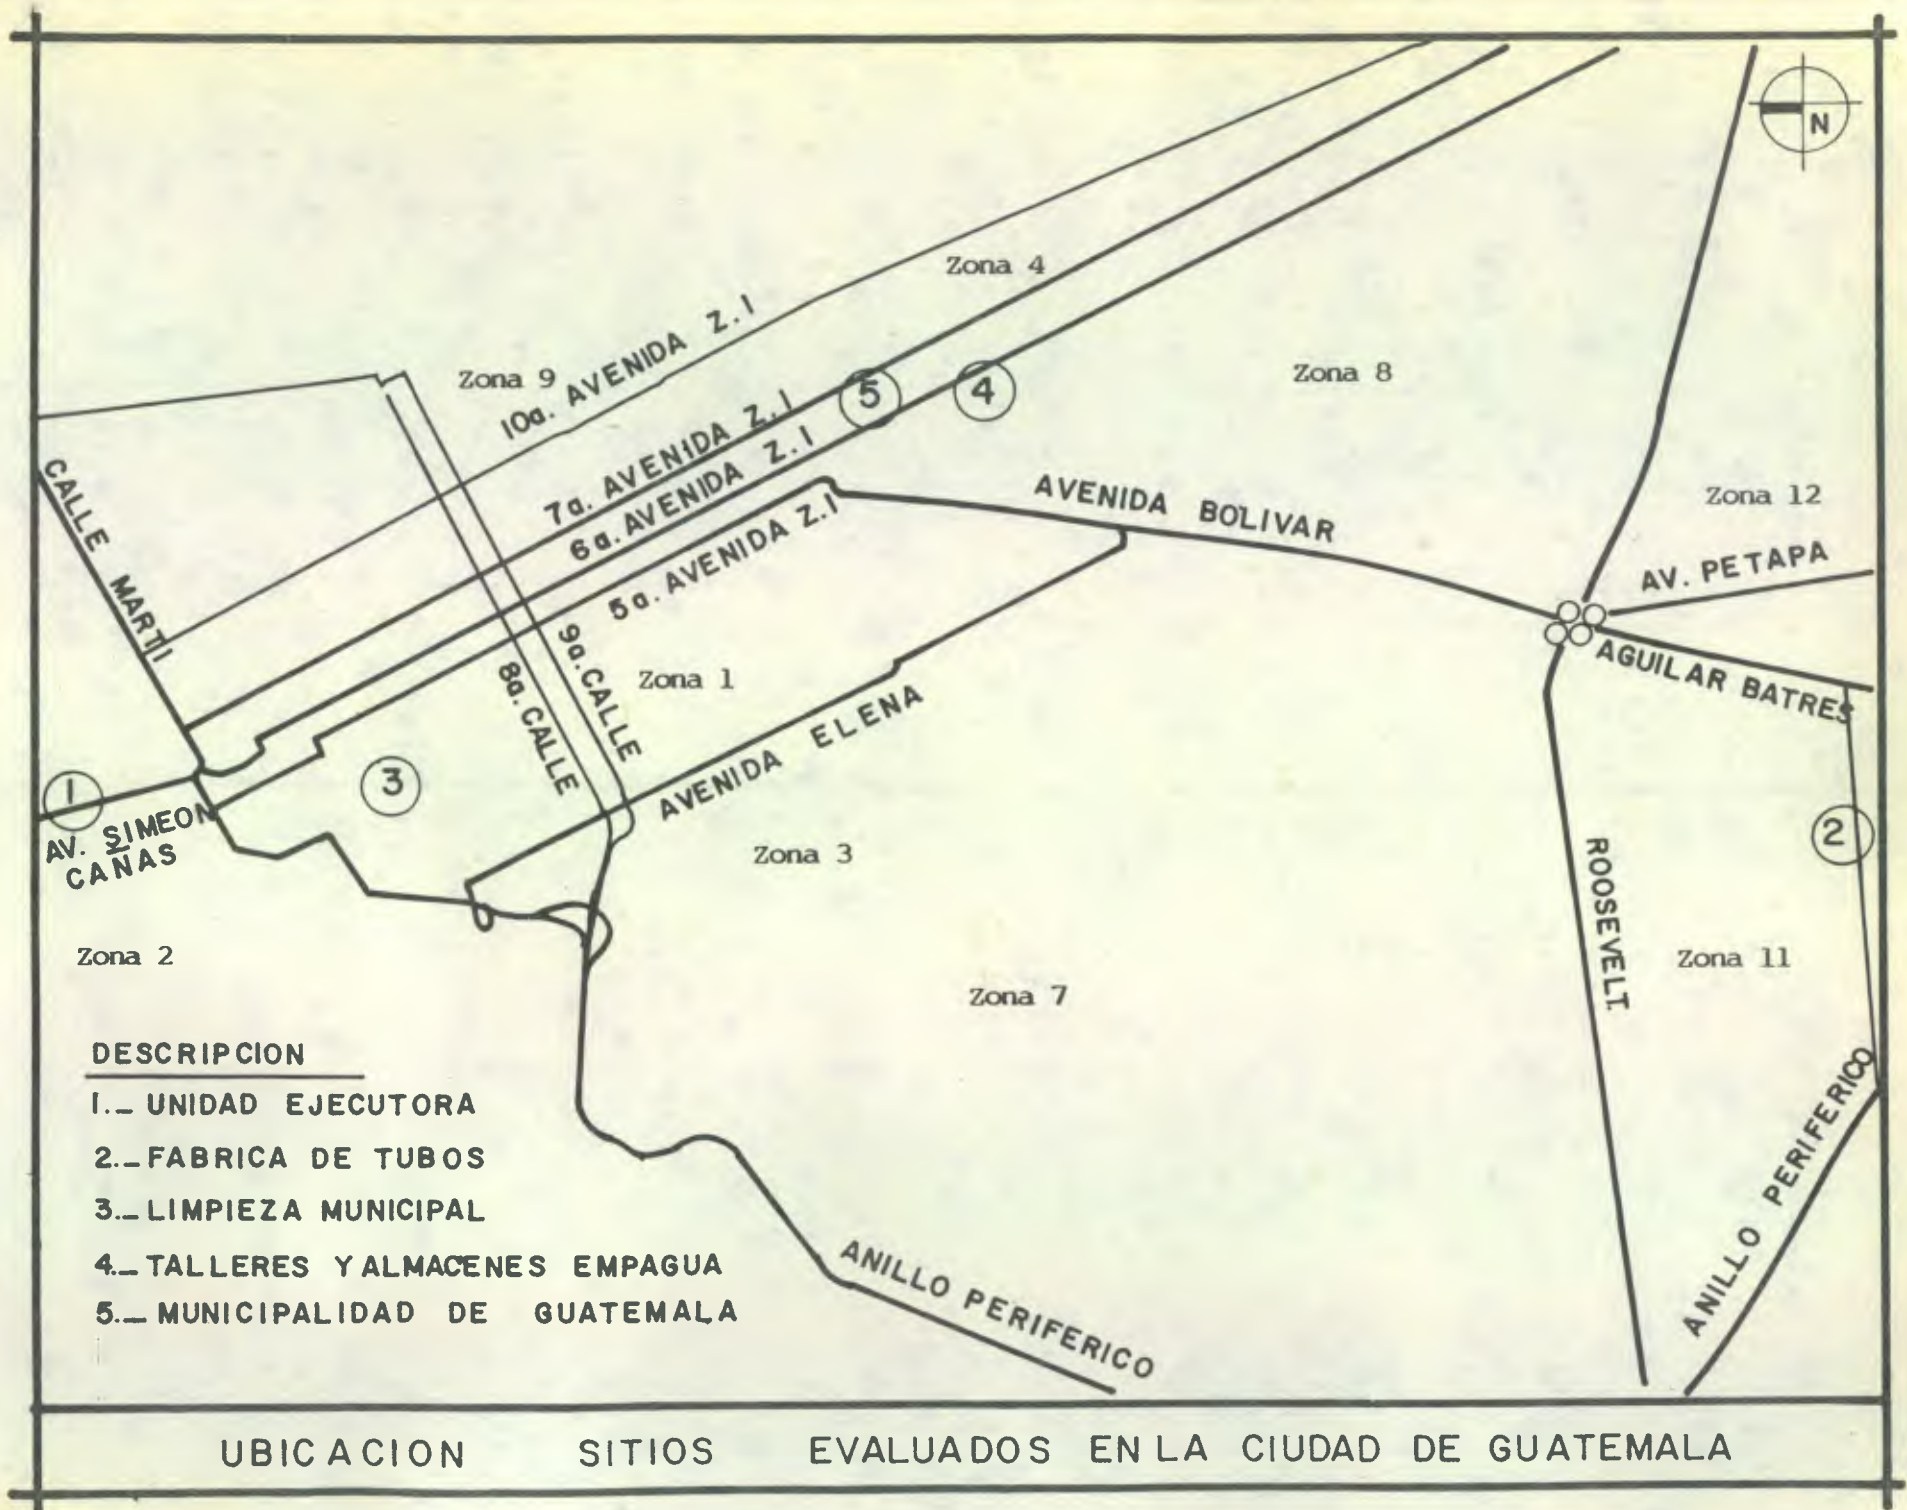 N
Zona 4
10a. AVENIDA Z.1
Zona 9
5
4
Zona 8
7a. AVENIDA Z.1
6a. AVENIDA Z.1
5a. AVENIDA Z.1
AVENIDA BOLIVAR
Zona 12
AV. PETAPA
CALLE MARTI
AGUILAR BATRES
9a. CALLE
8a. CALLE
Zona 1
AVENIDA ELENA
1
3
2
AV. SIMEON
CAÑAS
Zona 3
ROOSEVELT.
Zona 2
Zona 11
Zona 7
DESCRIPCION
1._ UNIDAD EJECUTORA
2._ FABRICA DE TUBOS
3._ LIMPIEZA MUNICIPAL
4._ TALLERES Y ALMACENES EMPAGUA
5._ MUNICIPALIDAD DE GUATEMALA
ANILLO PERIFERICO
ANILLO PERIFERICO
UBICACION SITIOS EVALUADOS EN LA CIUDAD DE GUATEMALA